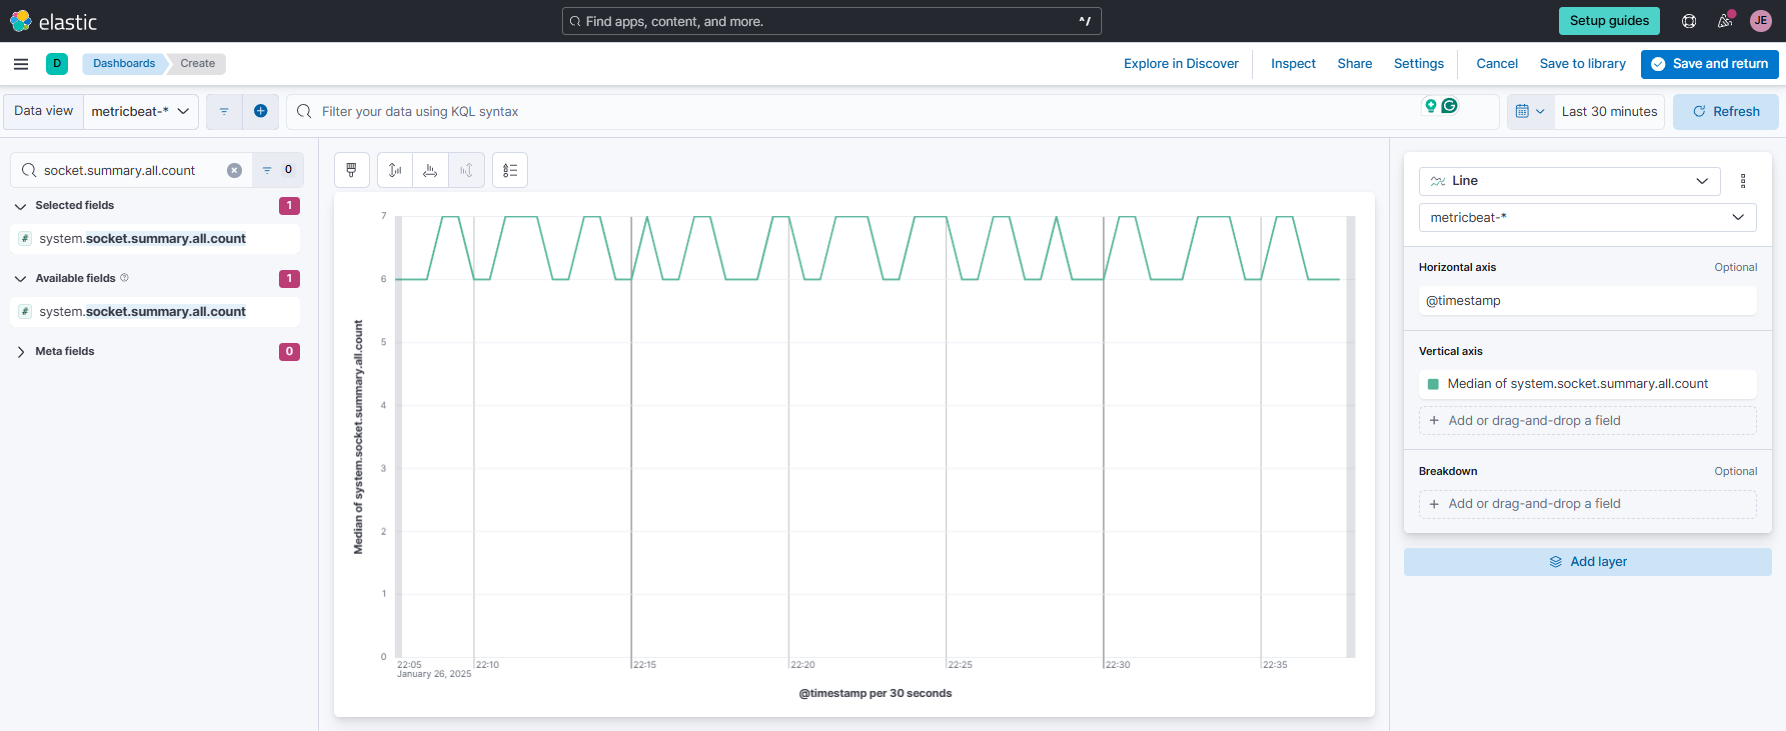 elastic
Find apps, content, and more.
^/
Setup guides
JE
D
Dashboards
Create
Explore in Discover
Inspect
Share
Settings
Cancel
Save to library
Save and return
Data view
metricbeat-*
Filter your data using KQL syntax
Last 30 minutes
Refresh
socket.summary.all.count
0
Selected fields
1
# system.socket.summary.all.count
Available fields
1
# system.socket.summary.all.count
Meta fields
0
7
6
5
4
3
2
1
0
Median of system.socket.summary.all.count
22:05 22:10 22:15 22:20 22:25 22:30 22:35
January 26, 2025
@timestamp per 30 seconds
Line
metricbeat-*
Horizontal axis
Optional
@timestamp
Vertical axis
Median of system.socket.summary.all.count
+ Add or drag-and-drop a field
Breakdown
Optional
+ Add or drag-and-drop a field
Add layer